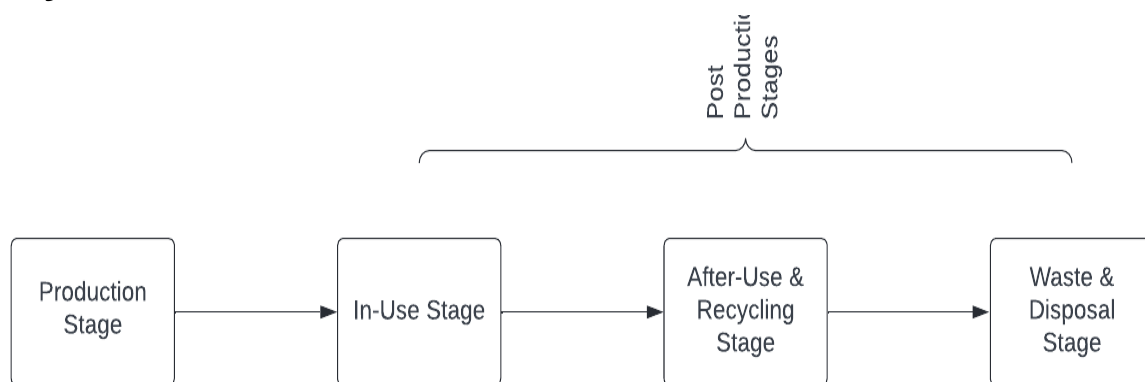 Post
Stages
Production
Stage
In-Use Stage
After-Use &
Recycling
Stage
Waste &
Disposal
Stage